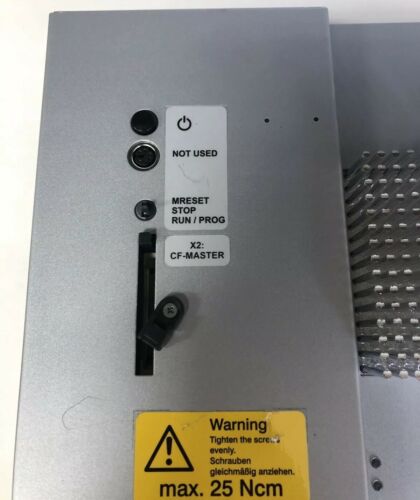 NOT USED
MRESET
STOP
RUN / PROG
X2:
CF-MASTER
Warning
Tighten the screws
evenly.
Schrauben
gleichmäßig anziehen.
max. 25 Ncm